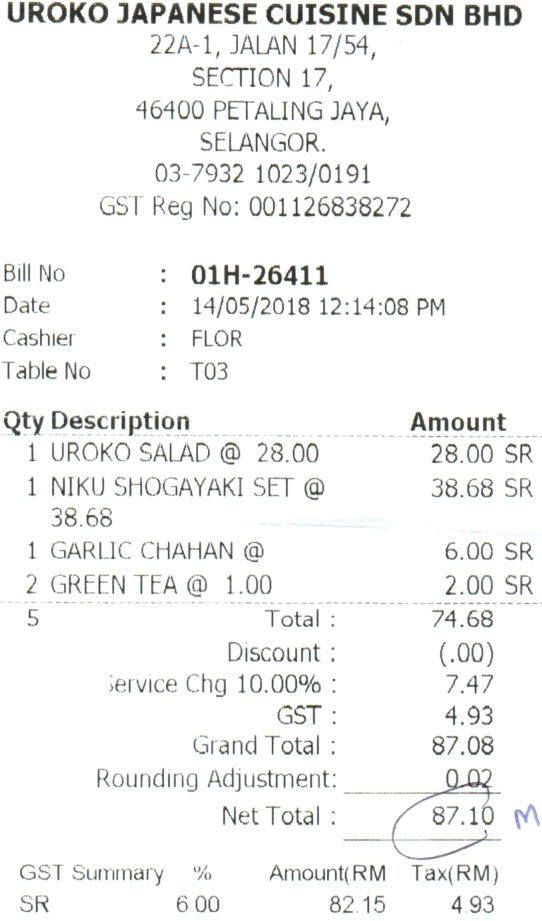 UROKO JAPANESE CUISINE SDN BHD
22A-1, JALAN 17/54,
SECTION 17,
46400 PETALING JAYA,
SELANGOR.
03-7932 1023/0191
GST Reg No: 001126838272
Bill No : 01H-26411
Date : 14/05/2018 12:14:08 PM
Cashier : FLOR
Table No : T03
Qty Description Amount
1 UROKO SALAD @ 28.00 28.00 SR
1 NIKU SHOGAYAKI SET @ 38.68 SR
38.68
1 GARLIC CHAHAN @ 6.00 SR
2 GREEN TEA @ 1.00 2.00 SR
5 Total : 74.68
Discount : (.00)
Service Chg 10.00% : 7.47
GST : 4.93
Grand Total : 87.08
Rounding Adjustment: 0.02
Net Total : 87.10 M
GST Summary % Amount(RM Tax(RM)
SR 6.00 82.15 4.93